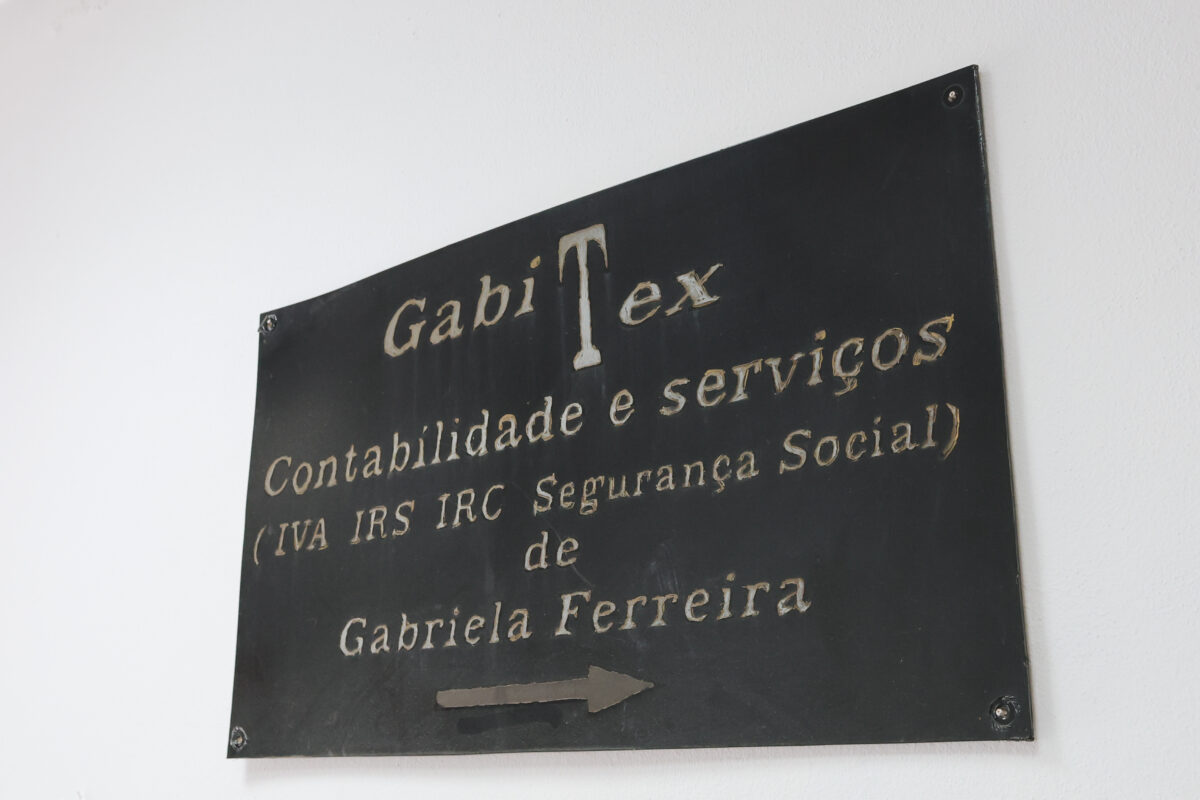 GabiTex
Contabilidade e serviços
(IVA IRS IRC Segurança Social)
de
Gabriela Ferreira